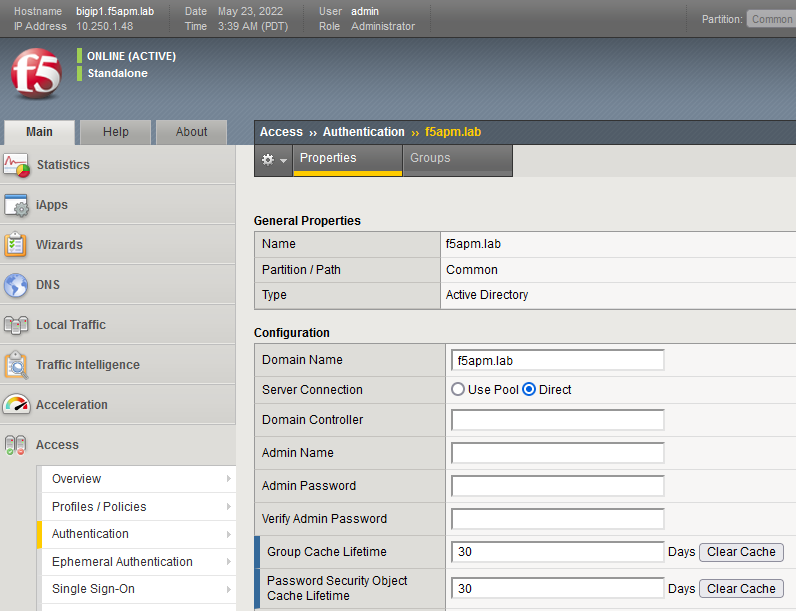 Hostname bigip1.f5apm.lab Date May 23, 2022 User admin
IP Address 10.250.1.48 Time 3:39 AM (PDT) Role Administrator
Partition: Common
f5
ONLINE (ACTIVE)
Standalone
Main Help About
Access ›› Authentication ›› f5apm.lab
Properties Groups
Statistics
iApps
Wizards
DNS
Local Traffic
Traffic Intelligence
Acceleration
Access
Overview
Profiles / Policies
Authentication
Ephemeral Authentication
Single Sign-On
General Properties
Name f5apm.lab
Partition / Path Common
Type Active Directory
Configuration
Domain Name f5apm.lab
Server Connection Use Pool Direct
Domain Controller
Admin Name
Admin Password
Verify Admin Password
Group Cache Lifetime 30 Days Clear Cache
Password Security Object
Cache Lifetime 30 Days Clear Cache